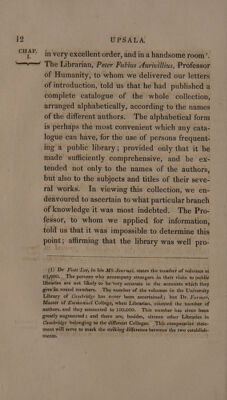 12 UPSALA.
CHAP. I.
in very excellent order, and in a handsome room¹.
The Librarian, Peter Fabius Aurivillius, Professor
of Humanity, to whom we delivered our letters
of introduction, told us that he had published a
complete catalogue of the whole collection,
arranged alphabetically, according to the names
of the different authors. The alphabetical form
is perhaps the most convenient which any cata-
logue can have, for the use of persons frequent-
ing a public library; provided only that it be
made sufficiently comprehensive, and be ex-
tended not only to the names of the authors,
but also to the subjects and titles of their seve-
ral works. In viewing this collection, we en-
deavoured to ascertain to what particular branch
of knowledge it was most indebted. The Pro-
fessor, to whom we applied for information,
told us that it was impossible to determine this
point; affirming that the library was well pro-
(1) Dr. Fiott Lee, in his MS. Journal, states the number of volumes at
The persons who accompany strangers in their visits to public
libraries are not likely to be very accurate in the accounts which they
give in round numbers. The number of the volumes in the University
Library of Cambridge has never been ascertained; but Dr. Farmer,
Master of Emmanuel College, when Librarian, counted the number of
authors, and they amounted to 100,000. This number has since been
greatly augmented; and there are, besides, sixteen other Libraries in
Cambridge belonging to the different Colleges. This comparative state-
ment will serve to mark the striking difference between the two establish-
ments.